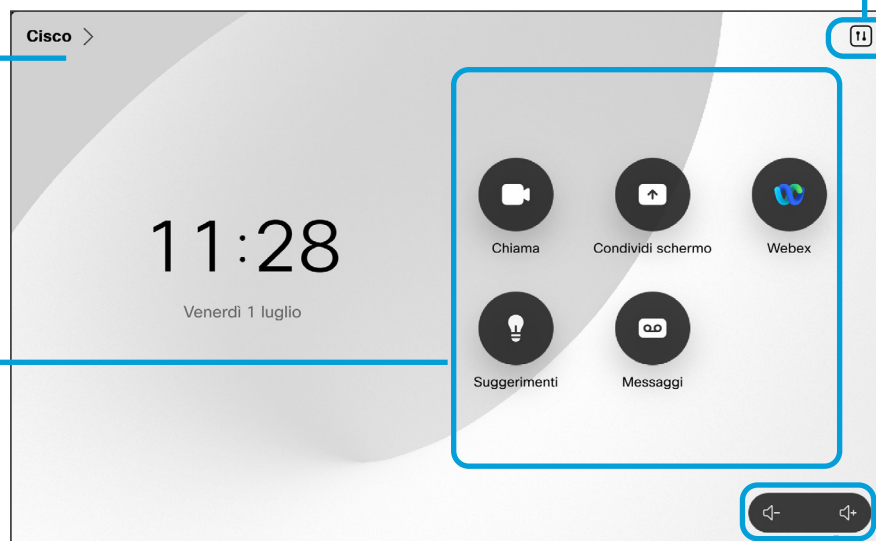 Cisco
11:28
Venerdì 1 luglio
Chiama
Condividi schermo
Webex
Suggerimenti
Messaggi